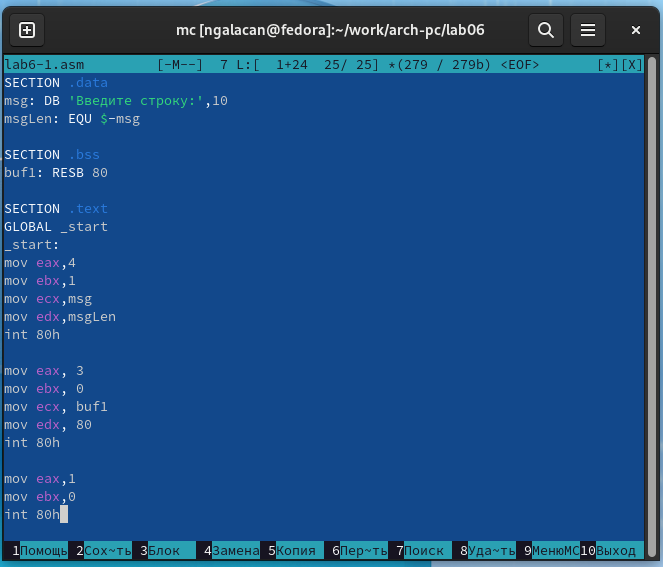 mc [ngalacan@fedora]:~/work/arch-pc/lab06
lab6-1.asm [-M--] 7 L:[ 1+24 25/ 25] *(279 / 279b) <EOF> [*][X]
SECTION .data
msg: DB 'Введите строку:',10
msgLen: EQU $-msg
SECTION .bss
buf1: RESB 80
SECTION .text
GLOBAL _start
_start:
mov eax,4
mov ebx,1
mov ecx,msg
mov edx,msgLen
int 80h
mov eax, 3
mov ebx, 0
mov ecx, buf1
mov edx, 80
int 80h
mov eax,1
mov ebx,0
int 80h
1Помощь 2Сох~ть 3Блок 4Замена 5Копия 6Пер~ть 7Поиск 8Уда~ть 9МенюMC 10Выход